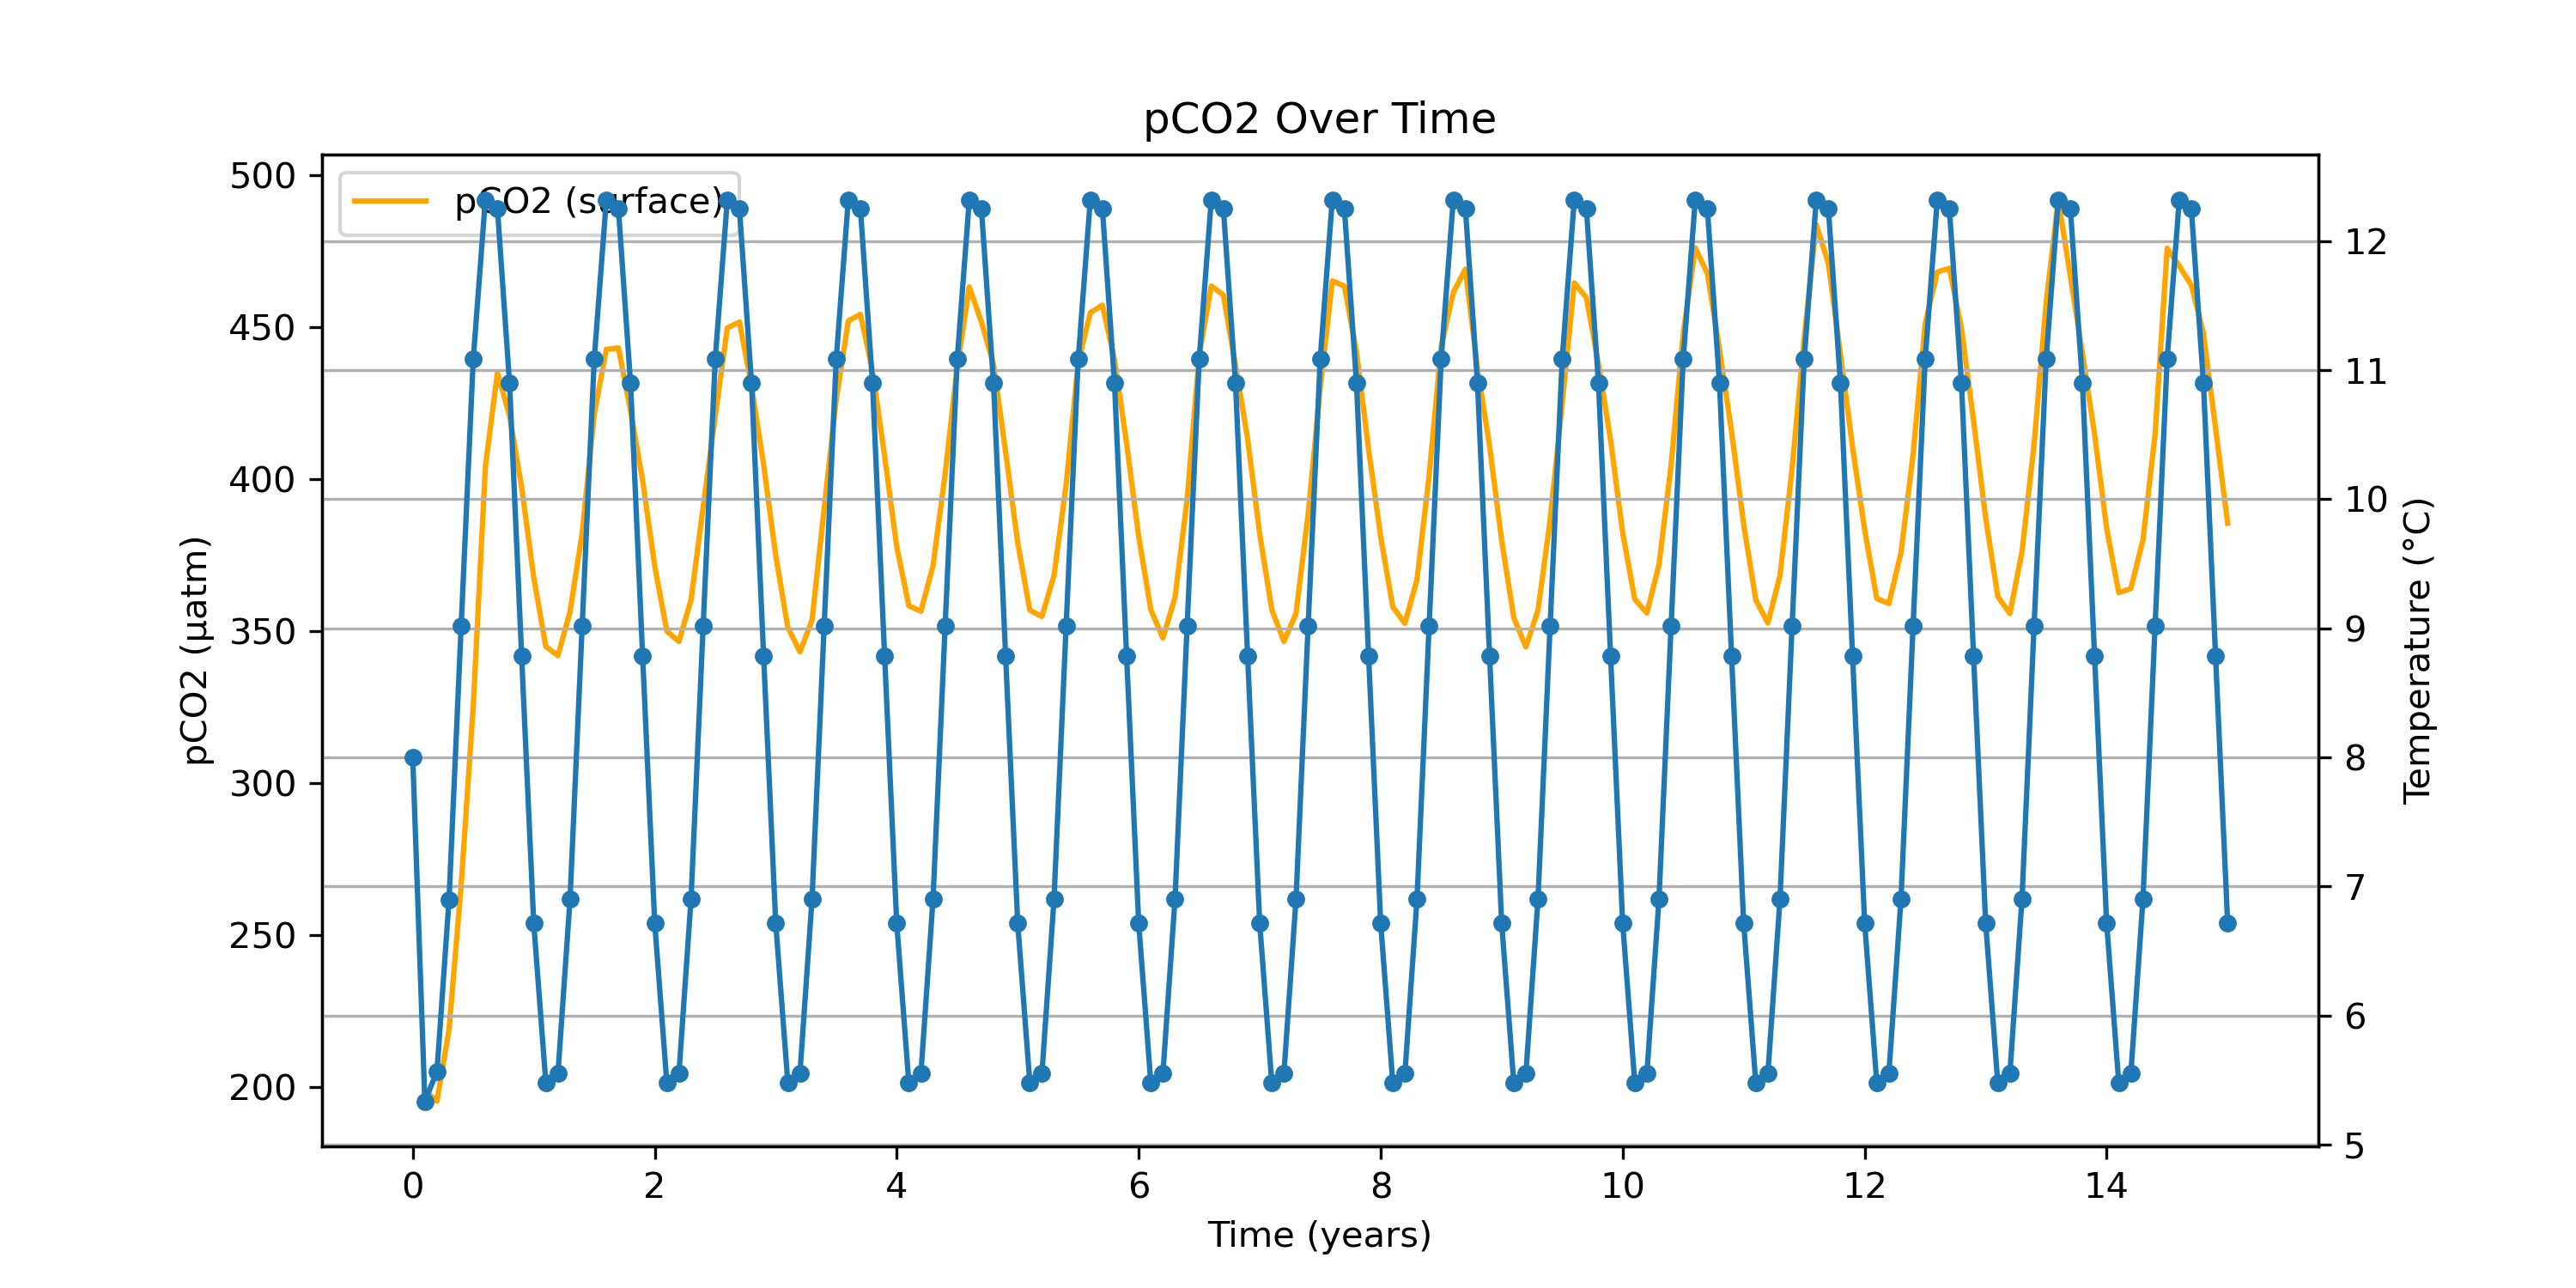 pCO2 Over Time
pCO2 (surface)
500
450
400
350
300
250
200
pCO2 (μatm)
12
11
10
9
8
7
6
5
Temperature (°C)
0 2 4 6 8 10 12 14
Time (years)